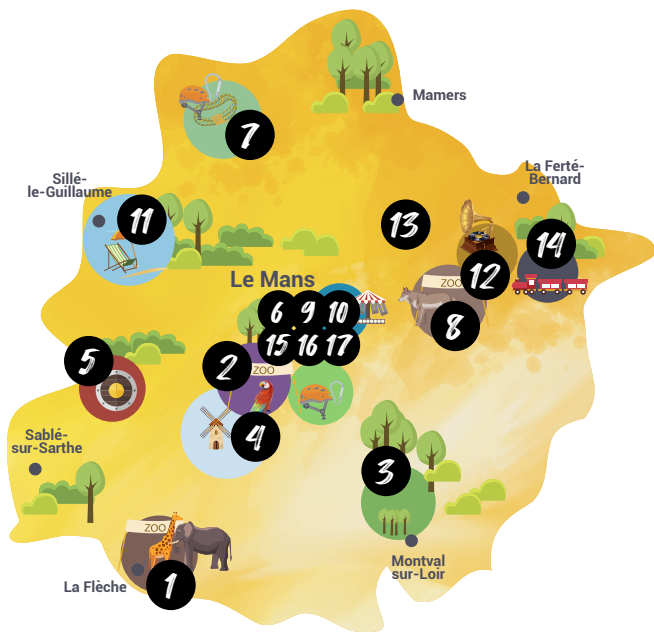 Mamers
7
La Ferté-
Bernard
Sillé-
le-Guillaume
11
13
14
Le Mans
ZOO
12
6 9 10
8
15 16 17
5
2
ZOO
4
Sablé-
sur-Sarthe
3
ZOO
Montval
sur-Loir
La Flèche
1